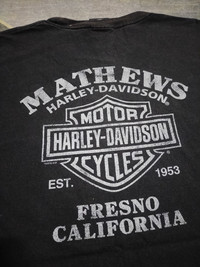 MATHEWS
HARLEY-DAVIDSON
MOTOR
HARLEY-DAVIDSON
CYCLES
EST. 1953
FRESNO
CALIFORNIA